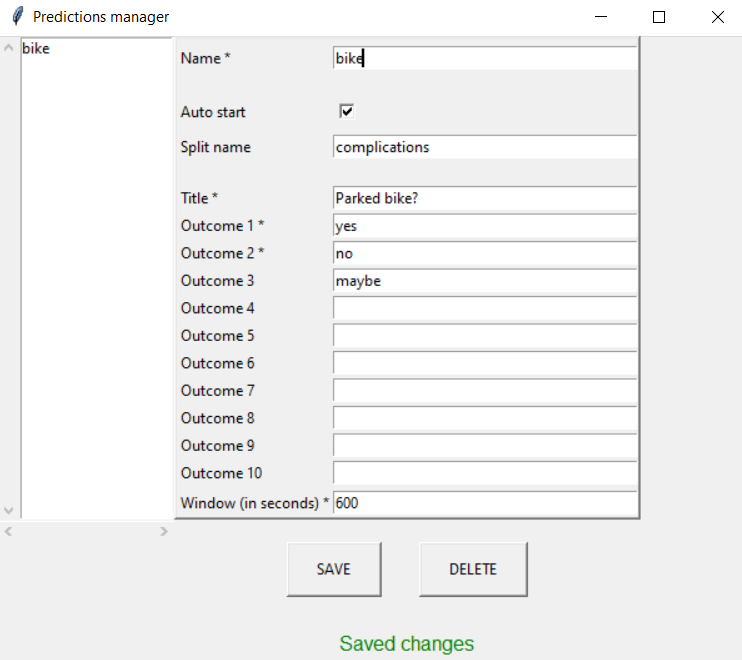 Predictions manager
bike
Name * bike
Auto start
Split name complications
Title * Parked bike?
Outcome 1 * yes
Outcome 2 * no
Outcome 3 maybe
Outcome 4
Outcome 5
Outcome 6
Outcome 7
Outcome 8
Outcome 9
Outcome 10
Window (in seconds) * 600
SAVE DELETE
Saved changes